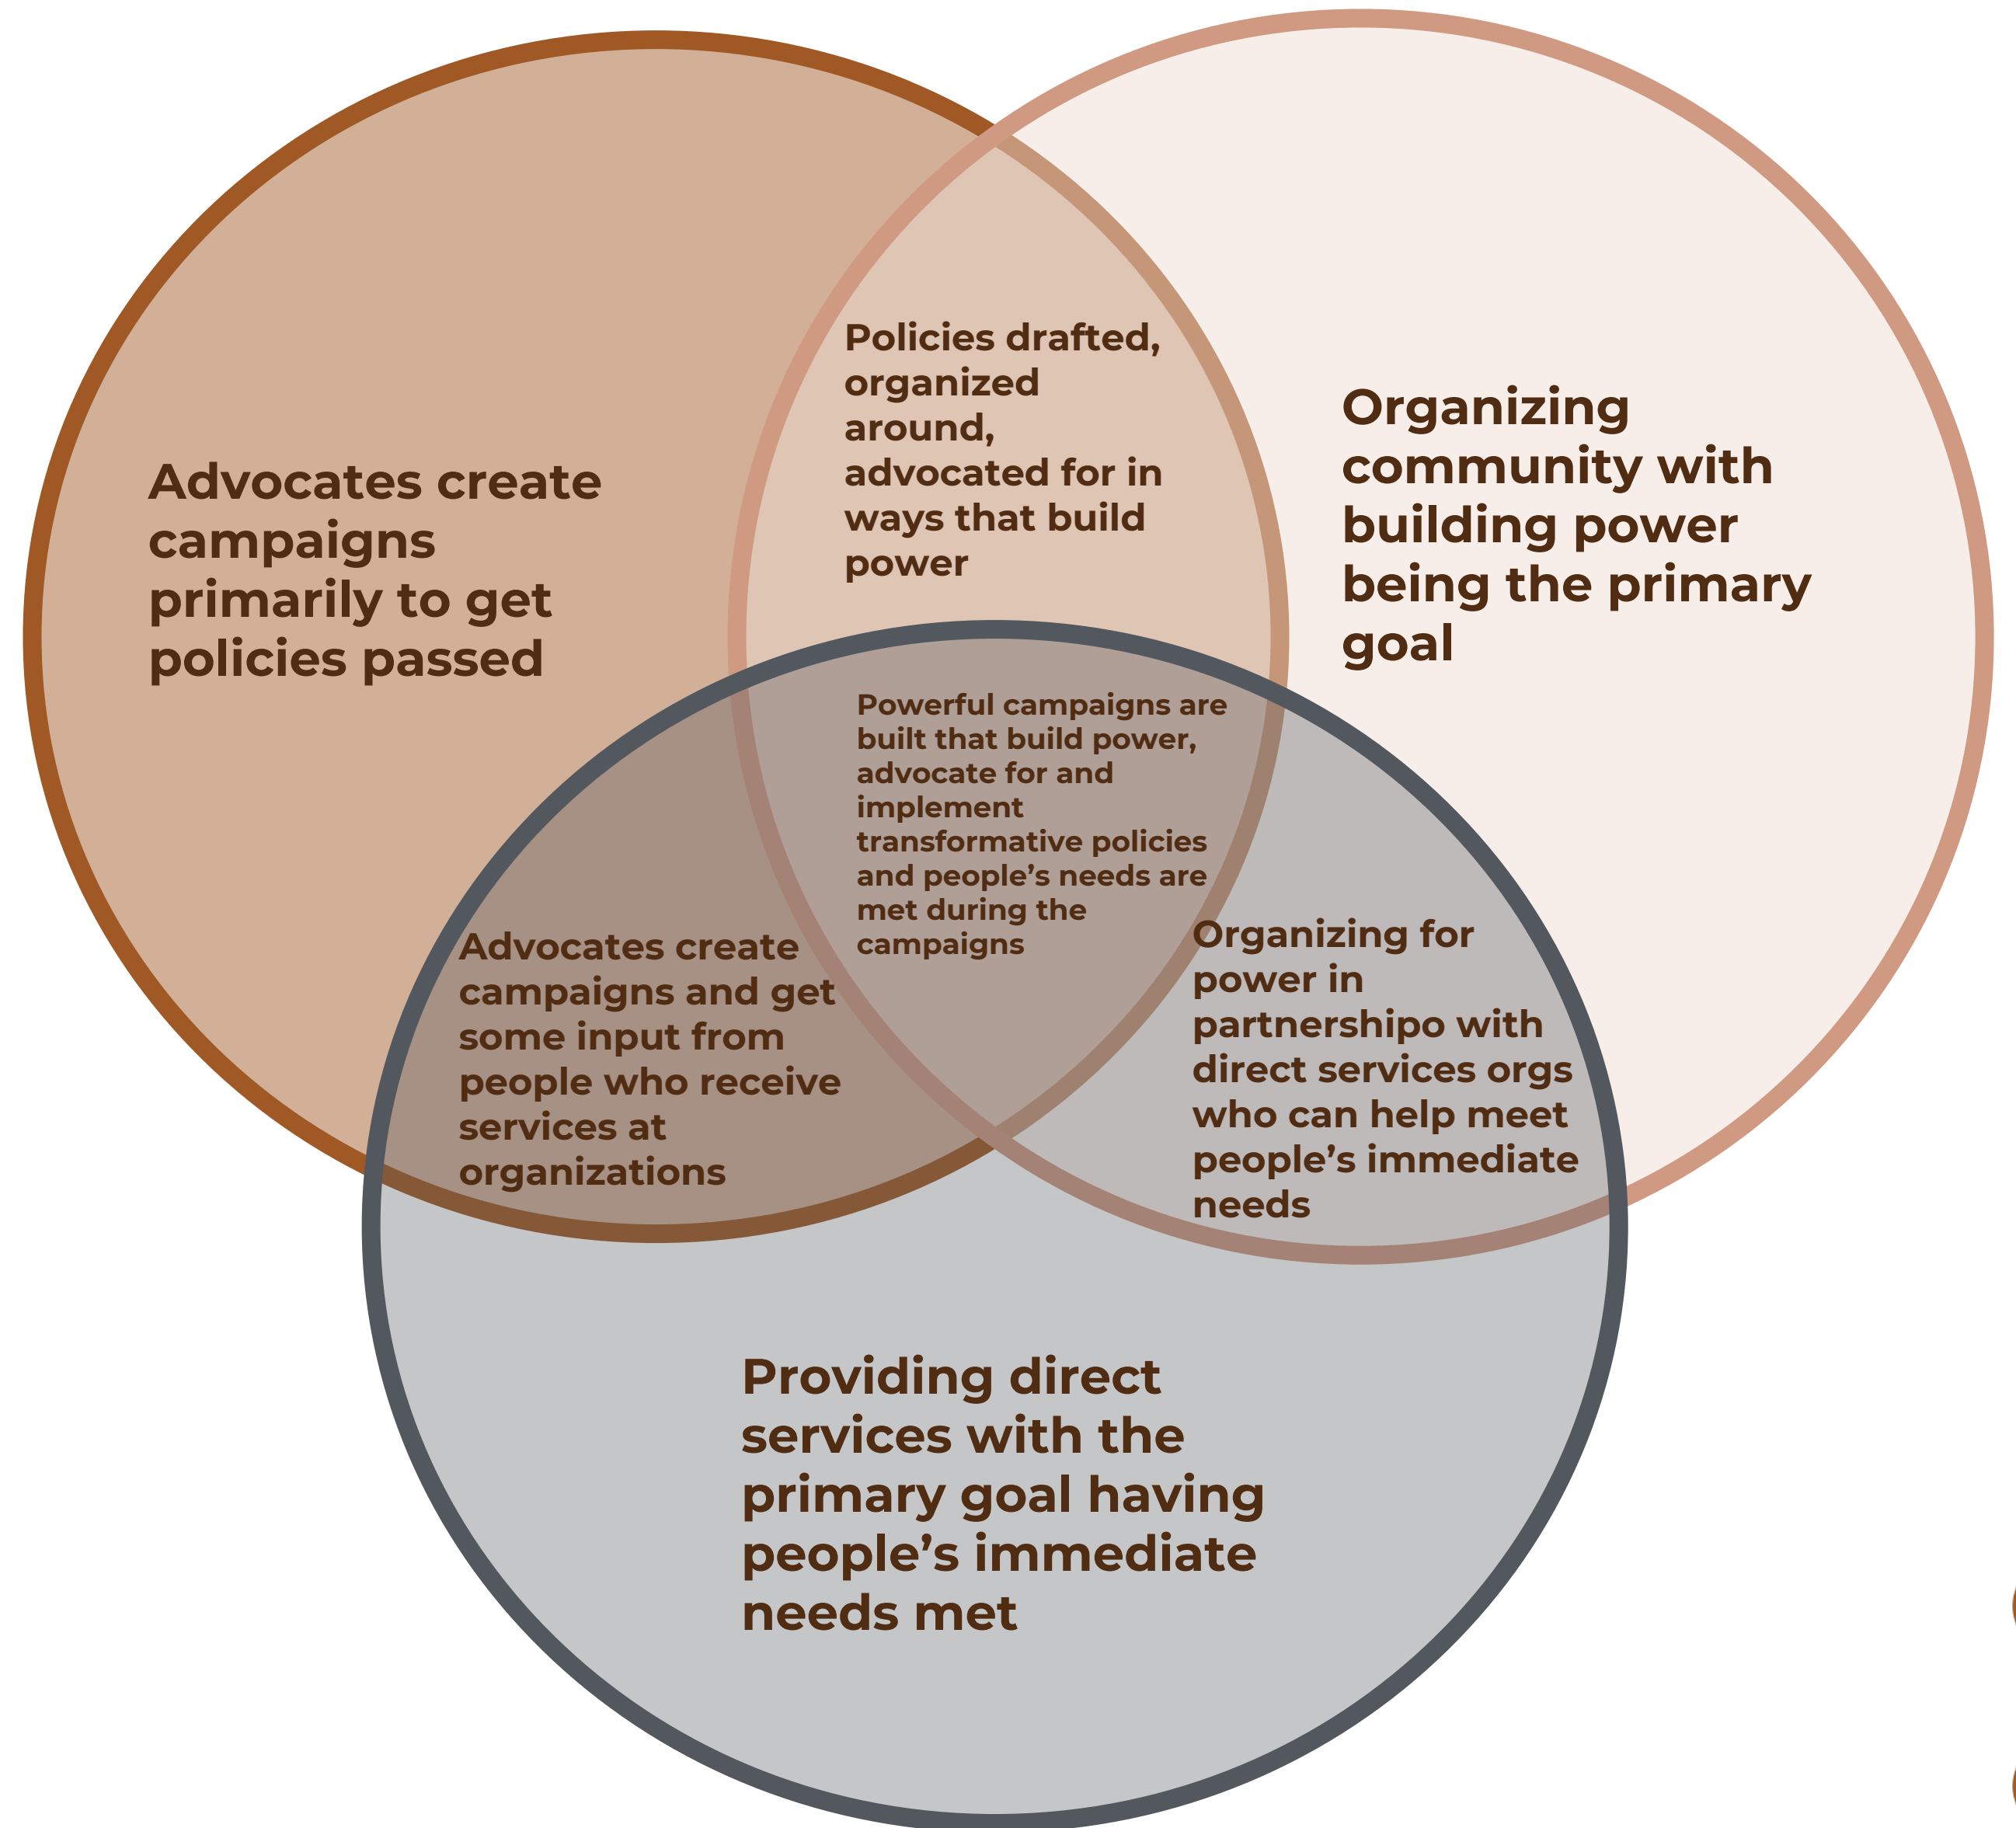 Policies drafted,
organized
around,
advocated for in
ways that build
power
Organizing
community with
building power
being the primary
goal
Advocates create
campaigns
primarily to get
policies passed
Powerful campaigns are
built that build power,
advocate for and
implement
transformative policies
and people’s needs are
met during the
campaigns
Advocates create
campaigns and get
some input from
people who receive
services at
organizations
Organizing for
power in
partnershipo with
direct services orgs
who can help meet
people’s immediate
needs
Providing direct
services with the
primary goal having
people’s immediate
needs met